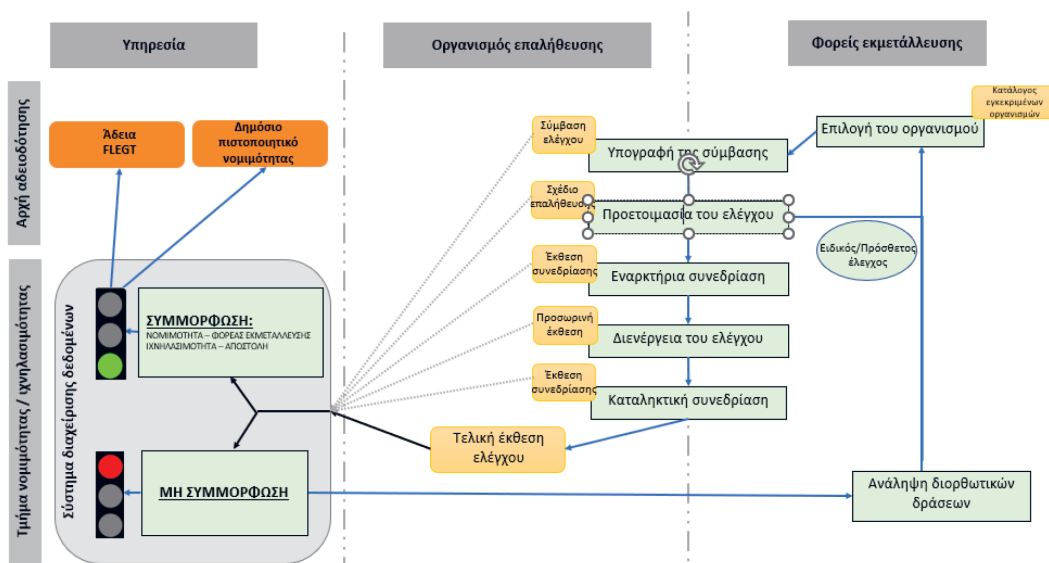 Υπηρεσία
Οργανισμός επαλήθευσης
Φορείς εκμετάλλευσης
Αρχή αδειοδότησης
Άδεια
FLEGT
Δημόσιο
πιστοποιητικό
νομιμότητας
Σύμβαση
ελέγχου
Υπογραφή της σύμβασης
Κατάλογος
εγκεκριμένων
οργανισμών
Επιλογή του οργανισμού
Σχέδιο
επαλήθευσης
Προετοιμασία του ελέγχου
Ειδικός/Πρόσθετος
έλεγχος
Τμήμα νομιμότητας / ιχνηλασιμότητας
Σύστημα διαχείρισης δεδομένων
ΣΥΜΜΟΡΦΩΣΗ:
ΝΟΜΙΜΟΤΗΤΑ – ΦΟΡΕΑΣ ΕΚΜΕΤΑΛΛΕΥΣΗΣ
ΙΧΝΗΛΑΣΙΜΟΤΗΤΑ – ΑΠΟΣΤΟΛΗ
Έκθεση
συνεδρίασης
Εναρκτήρια συνεδρίαση
Προσωρινή
έκθεση
Διενέργεια του ελέγχου
Έκθεση
συνεδρίασης
Καταληκτική συνεδρίαση
Τελική έκθεση
ελέγχου
ΜΗ ΣΥΜΜΟΡΦΩΣΗ
Ανάληψη διορθωτικών
δράσεων